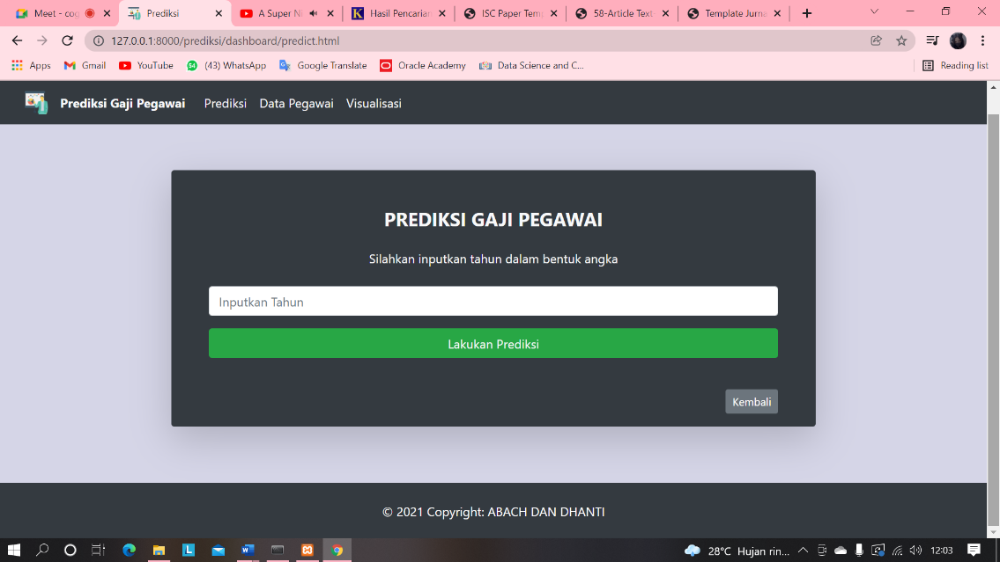 Meet - cog
Prediksi
A Super Ni
Hasil Pencarian
ISC Paper Temp
58-Article Text
Template Jurna
127.0.0.1:8000/prediksi/dashboard/predict.html
Apps
Gmail
YouTube
54
(43) WhatsApp
Google Translate
Oracle Academy
Data Science and C...
Reading list
Prediksi Gaji Pegawai
Prediksi
Data Pegawai
Visualisasi
PREDIKSI GAJI PEGAWAI
Silahkan inputkan tahun dalam bentuk angka
Inputkan Tahun
Lakukan Prediksi
Kembali
© 2021 Copyright: ABACH DAN DHANTI
28°C Hujan rin...
12:03